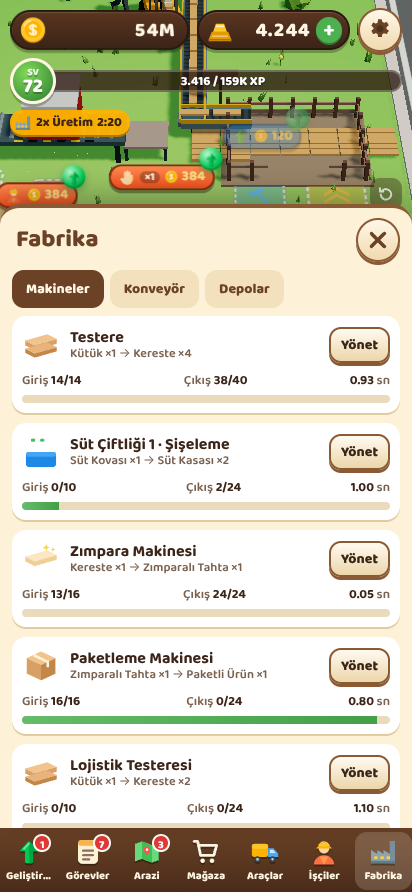 54M
4.244
SV
72
3.416 / 159K XP
2x Üretim 2:20
120
384
x1 384
Fabrika
Makineler Konveyör Depolar
Testere
Kütük ×1 → Kereste ×4
Yönet
Giriş 14/14 Çıkış 38/40 0.93 sn
Süt Çiftliği 1 · Şişeleme
Süt Kovası ×1 → Süt Kasası ×2
Yönet
Giriş 0/10 Çıkış 2/24 1.00 sn
Zımpara Makinesi
Kereste ×1 → Zımparalı Tahta ×1
Yönet
Giriş 13/16 Çıkış 24/24 0.05 sn
Paketleme Makinesi
Zımparalı Tahta ×1 → Paketli Ürün ×1
Yönet
Giriş 16/16 Çıkış 0/24 0.80 sn
Lojistik Testeresi
Kütük ×1 → Kereste ×2
Yönet
Giriş 0/10 Çıkış 0/24 1.10 sn
1 7 3
Geliştir... Görevler Arazi Mağaza Araçlar İşçiler Fabrika